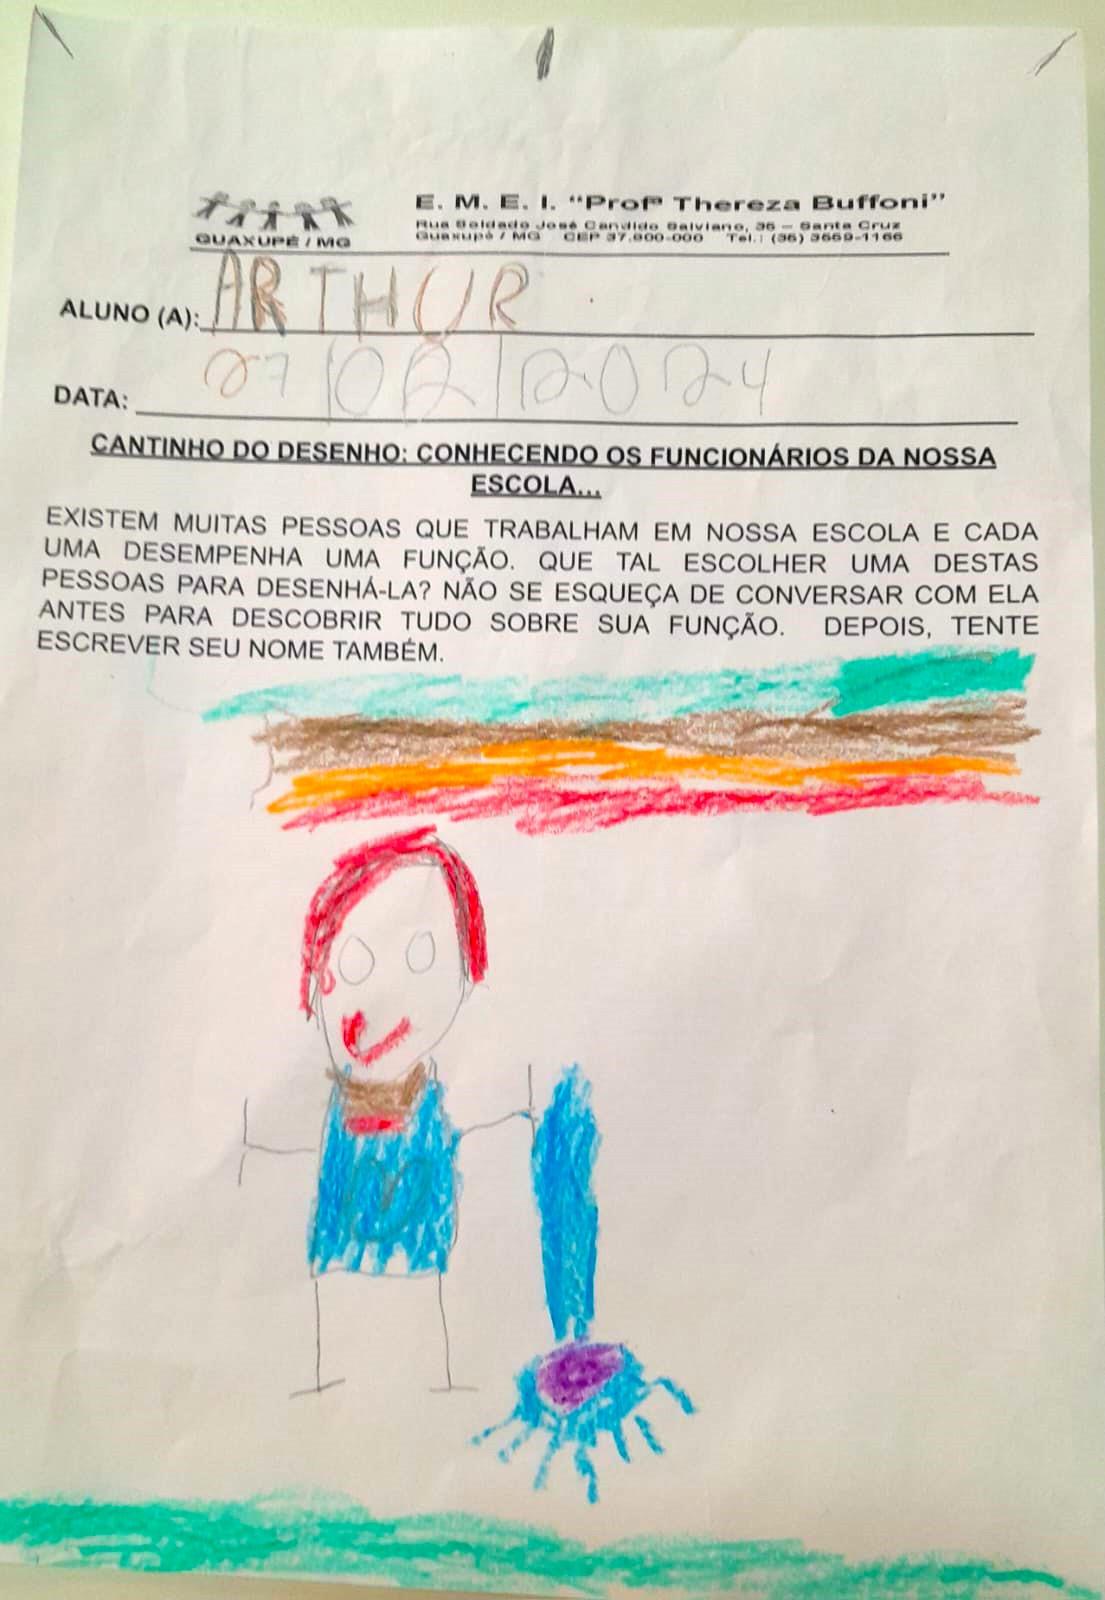 E. M. E. I. “Profª Thereza Buffoni”
Rua Soldado José Candido Salviano, 36 – Santa Cruz
GUAXUPÉ / MG
Guaxupé / MG CEP 37.800-000 Tel.: (35) 3559-1166
ALUNO (A): ARTHUR
DATA: 27/02/2024
CANTINHO DO DESENHO: CONHECENDO OS FUNCIONÁRIOS DA NOSSA
ESCOLA...
EXISTEM MUITAS PESSOAS QUE TRABALHAM EM NOSSA ESCOLA E CADA
UMA DESEMPENHA UMA FUNÇÃO. QUE TAL ESCOLHER UMA DESTAS
PESSOAS PARA DESENHÁ-LA? NÃO SE ESQUEÇA DE CONVERSAR COM ELA
ANTES PARA DESCOBRIR TUDO SOBRE SUA FUNÇÃO. DEPOIS, TENTE
ESCREVER SEU NOME TAMBÉM.